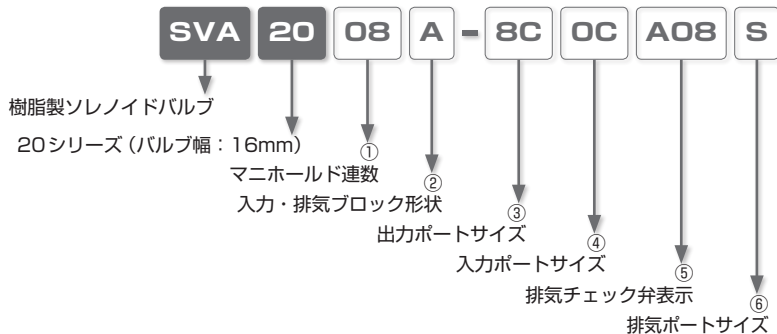 SVA 20 08 A - 8C 0C A08 S
樹脂製ソレノイドバルブ
20シリーズ（バルブ幅：16mm）
①
マニホールド連数
②
入力・排気ブロック形状
③
出力ポートサイズ
④
入力ポートサイズ
⑤
排気チェック弁表示
⑥
排気ポートサイズ